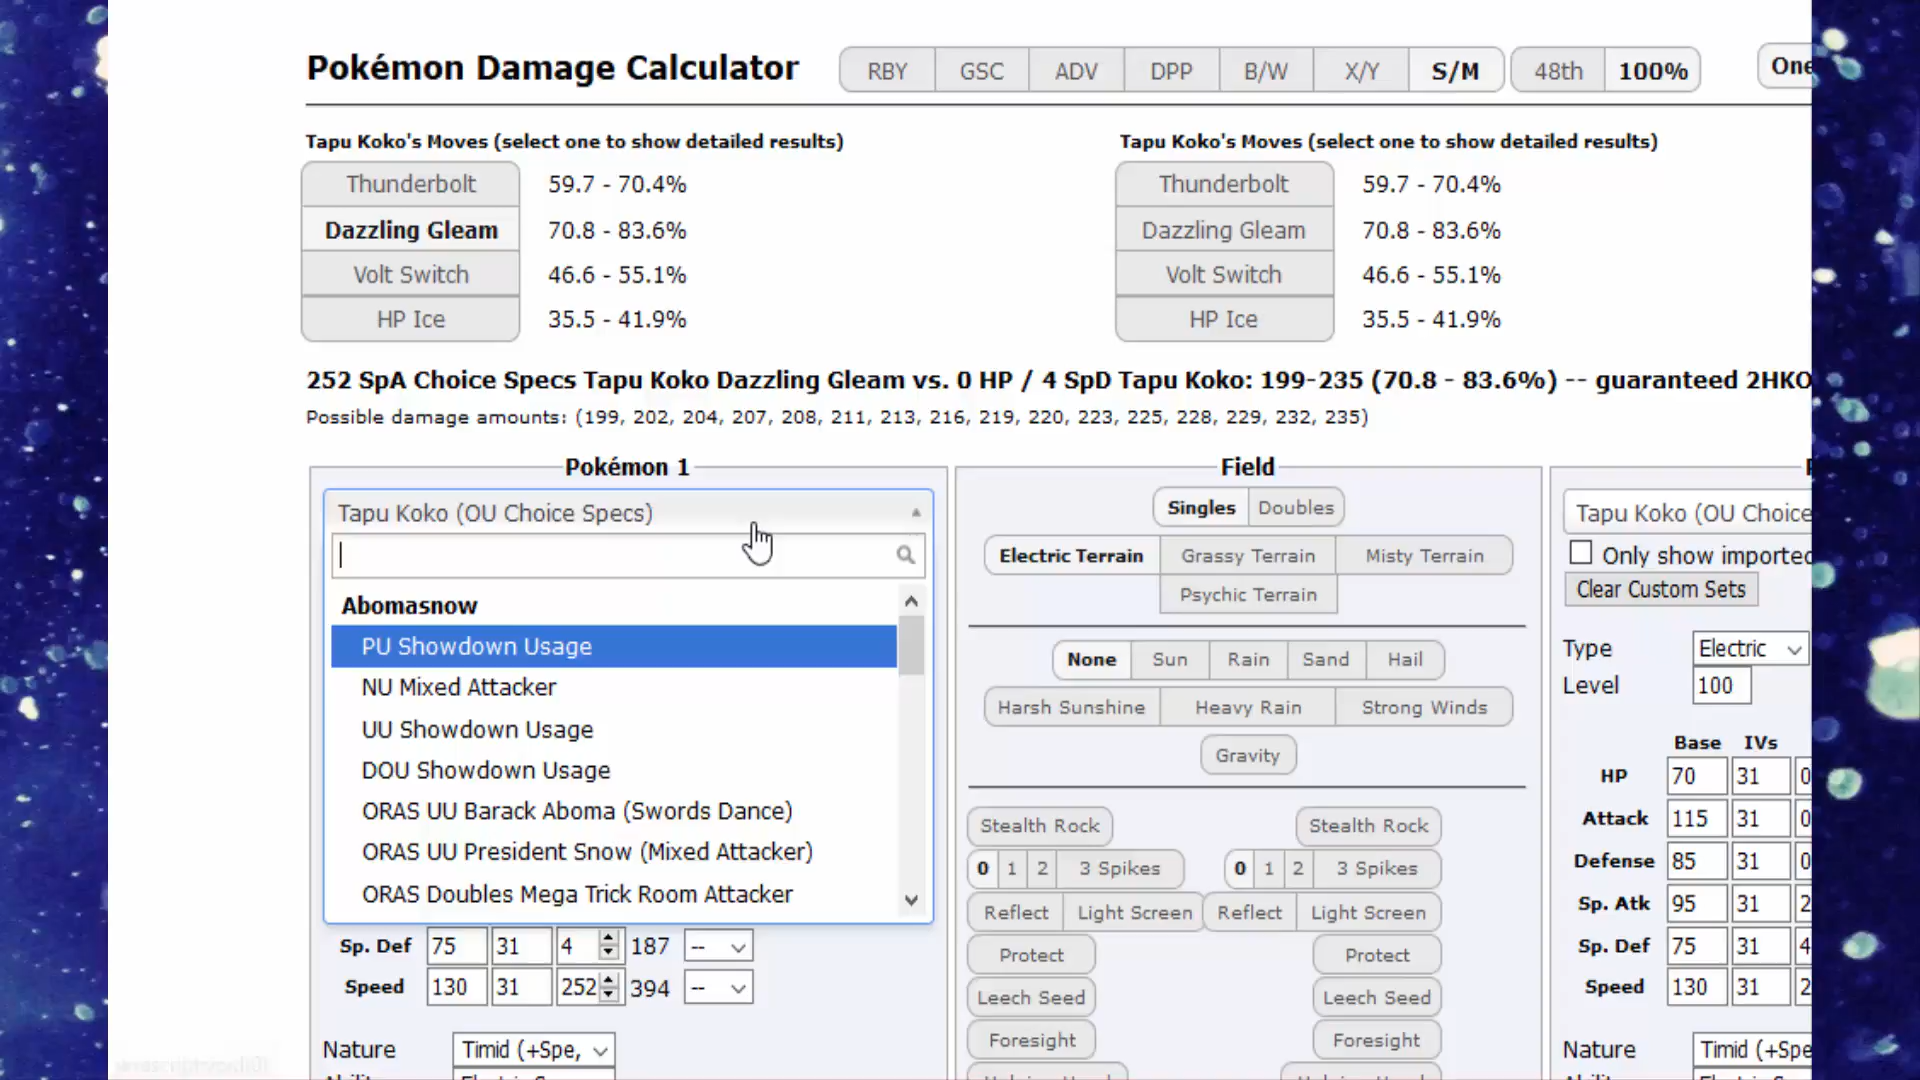 Pokémon Damage Calculator
RBY GSC ADV DPP B/W X/Y S/M 48th 100% One
Tapu Koko's Moves (select one to show detailed results)
Thunderbolt 59.7 - 70.4%
Dazzling Gleam 70.8 - 83.6%
Volt Switch 46.6 - 55.1%
HP Ice 35.5 - 41.9%
Tapu Koko's Moves (select one to show detailed results)
Thunderbolt 59.7 - 70.4%
Dazzling Gleam 70.8 - 83.6%
Volt Switch 46.6 - 55.1%
HP Ice 35.5 - 41.9%
252 SpA Choice Specs Tapu Koko Dazzling Gleam vs. 0 HP / 4 SpD Tapu Koko: 199-235 (70.8 - 83.6%) -- guaranteed 2HKO
Possible damage amounts: (199, 202, 204, 207, 208, 211, 213, 216, 219, 220, 223, 225, 228, 229, 232, 235)
Pokémon 1
Tapu Koko (OU Choice Specs)
Abomasnow
PU Showdown Usage
NU Mixed Attacker
UU Showdown Usage
DOU Showdown Usage
ORAS UU Barack Aboma (Swords Dance)
ORAS UU President Snow (Mixed Attacker)
ORAS Doubles Mega Trick Room Attacker
Sp. Def 75 31 4 187 --
Speed 130 31 252 394 --
Nature Timid (+Spe,
Field
Singles Doubles
Electric Terrain Grassy Terrain Misty Terrain
Psychic Terrain
None Sun Rain Sand Hail
Harsh Sunshine Heavy Rain Strong Winds
Gravity
Stealth Rock Stealth Rock
0 1 2 3 Spikes 0 1 2 3 Spikes
Reflect Light Screen Reflect Light Screen
Protect Protect
Leech Seed Leech Seed
Foresight Foresight
Tapu Koko (OU Choice
Only show imported
Clear Custom Sets
Type Electric
Level 100
Base IVs
HP 70 31 0
Attack 115 31 0
Defense 85 31 0
Sp. Atk 95 31 2
Sp. Def 75 31 4
Speed 130 31 2
Nature Timid (+Spe